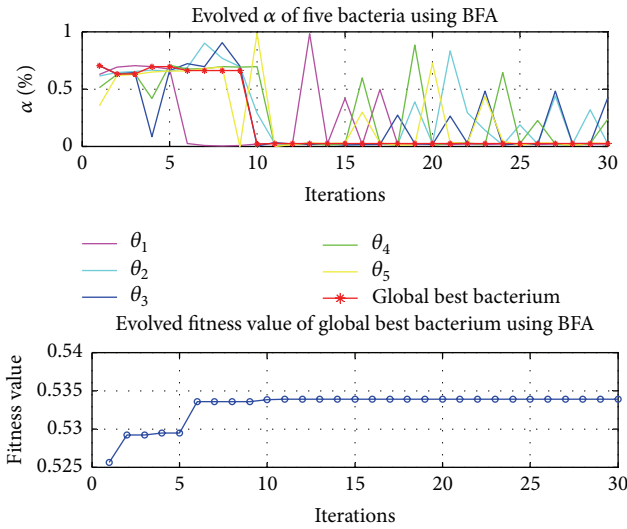 Evolved α of five bacteria using BFA
1
0.5
0
α (%)
0 5 10 15 20 25 30
Iterations
θ1
θ2
θ3
θ4
θ5
Global best bacterium
Evolved fitness value of global best bacterium using BFA
0.54
0.535
0.53
0.525
Fitness value
0 5 10 15 20 25 30
Iterations